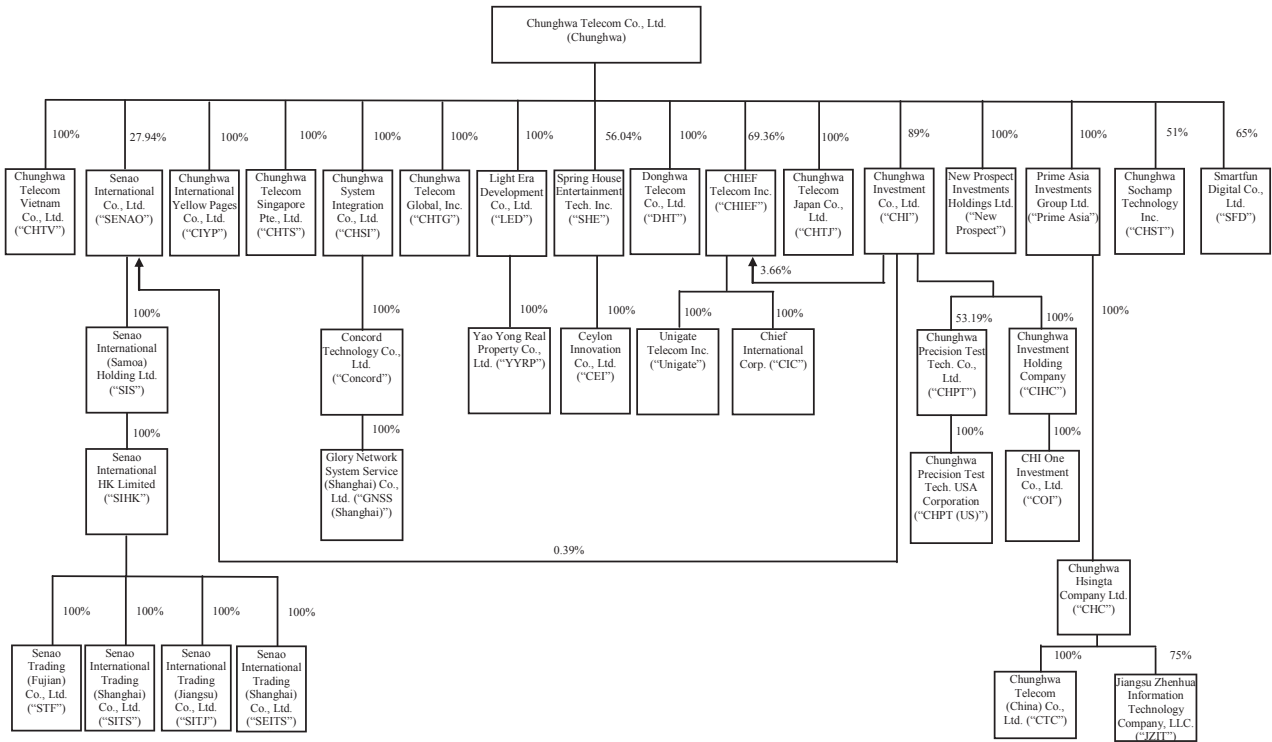 Chunghwa Telecom Co., Ltd.
(Chunghwa)
100%
27.94%
100%
100%
100%
100%
100%
56.04%
100%
69.36%
100%
89%
100%
100%
51%
65%
Chunghwa
Telecom
Vietnam
Co., Ltd.
(“CHTV”)
Senao
International
Co., Ltd.
(“SENAO”)
Chunghwa
International
Yellow Pages
Co., Ltd.
(“CIYP”)
Chunghwa
Telecom
Singapore
Pte., Ltd.
(“CHTS”)
Chunghwa
System
Integration
Co., Ltd.
(“CHSI”)
Chunghwa
Telecom
Global, Inc.
(“CHTG”)
Light Era
Development
Co., Ltd.
(“LED”)
Spring House
Entertainment
Tech. Inc.
(“SHE”)
Donghwa
Telecom
Co., Ltd.
(“DHT”)
CHIEF
Telecom Inc.
(“CHIEF”)
Chunghwa
Telecom
Japan Co.,
Ltd.
(“CHTJ”)
Chunghwa
Investment
Co., Ltd.
(“CHI”)
New Prospect
Investments
Holdings Ltd.
(“New
Prospect”)
Prime Asia
Investments
Group Ltd.
(“Prime Asia”)
Chunghwa
Sochamp
Technology
Inc.
(“CHST”)
Smartfun
Digital Co.,
Ltd.
(“SFD”)
3.66%
100%
100%
100%
100%
100%
100%
53.19%
100%
100%
Senao
International
(Samoa)
Holding Ltd.
(“SIS”)
Concord
Technology Co.,
Ltd.
(“Concord”)
Yao Yong Real
Property Co.,
Ltd. (“YYRP”)
Ceylon
Innovation
Co., Ltd.
(“CEI”)
Unigate
Telecom Inc.
(“Unigate”)
Chief
International
Corp. (“CIC”)
Chunghwa
Precision Test
Tech. Co.,
Ltd.
(“CHPT”)
Chunghwa
Investment
Holding
Company
(“CIHC”)
100%
100%
100%
100%
Senao
International
HK Limited
(“SIHK”)
Glory Network
System Service
(Shanghai) Co.,
Ltd. (“GNSS
(Shanghai)”)
Chunghwa
Precision Test
Tech. USA
Corporation
(“CHPT (US)”)
CHI One
Investment
Co., Ltd.
(“COI”)
0.39%
Chunghwa
Hsingta
Company Ltd.
(“CHC”)
100%
100%
100%
100%
100%
75%
Senao
Trading
(Fujian)
Co., Ltd.
(“STF”)
Senao
International
Trading
(Shanghai)
Co., Ltd.
(“SITS”)
Senao
International
Trading
(Jiangsu)
Co., Ltd.
(“SITJ”)
Senao
International
Trading
(Shanghai)
Co., Ltd.
(“SEITS”)
Chunghwa
Telecom
(China) Co.,
Ltd. (“CTC”)
Jiangsu Zhenhua
Information
Technology
Company, LLC.
(“JZIT”)